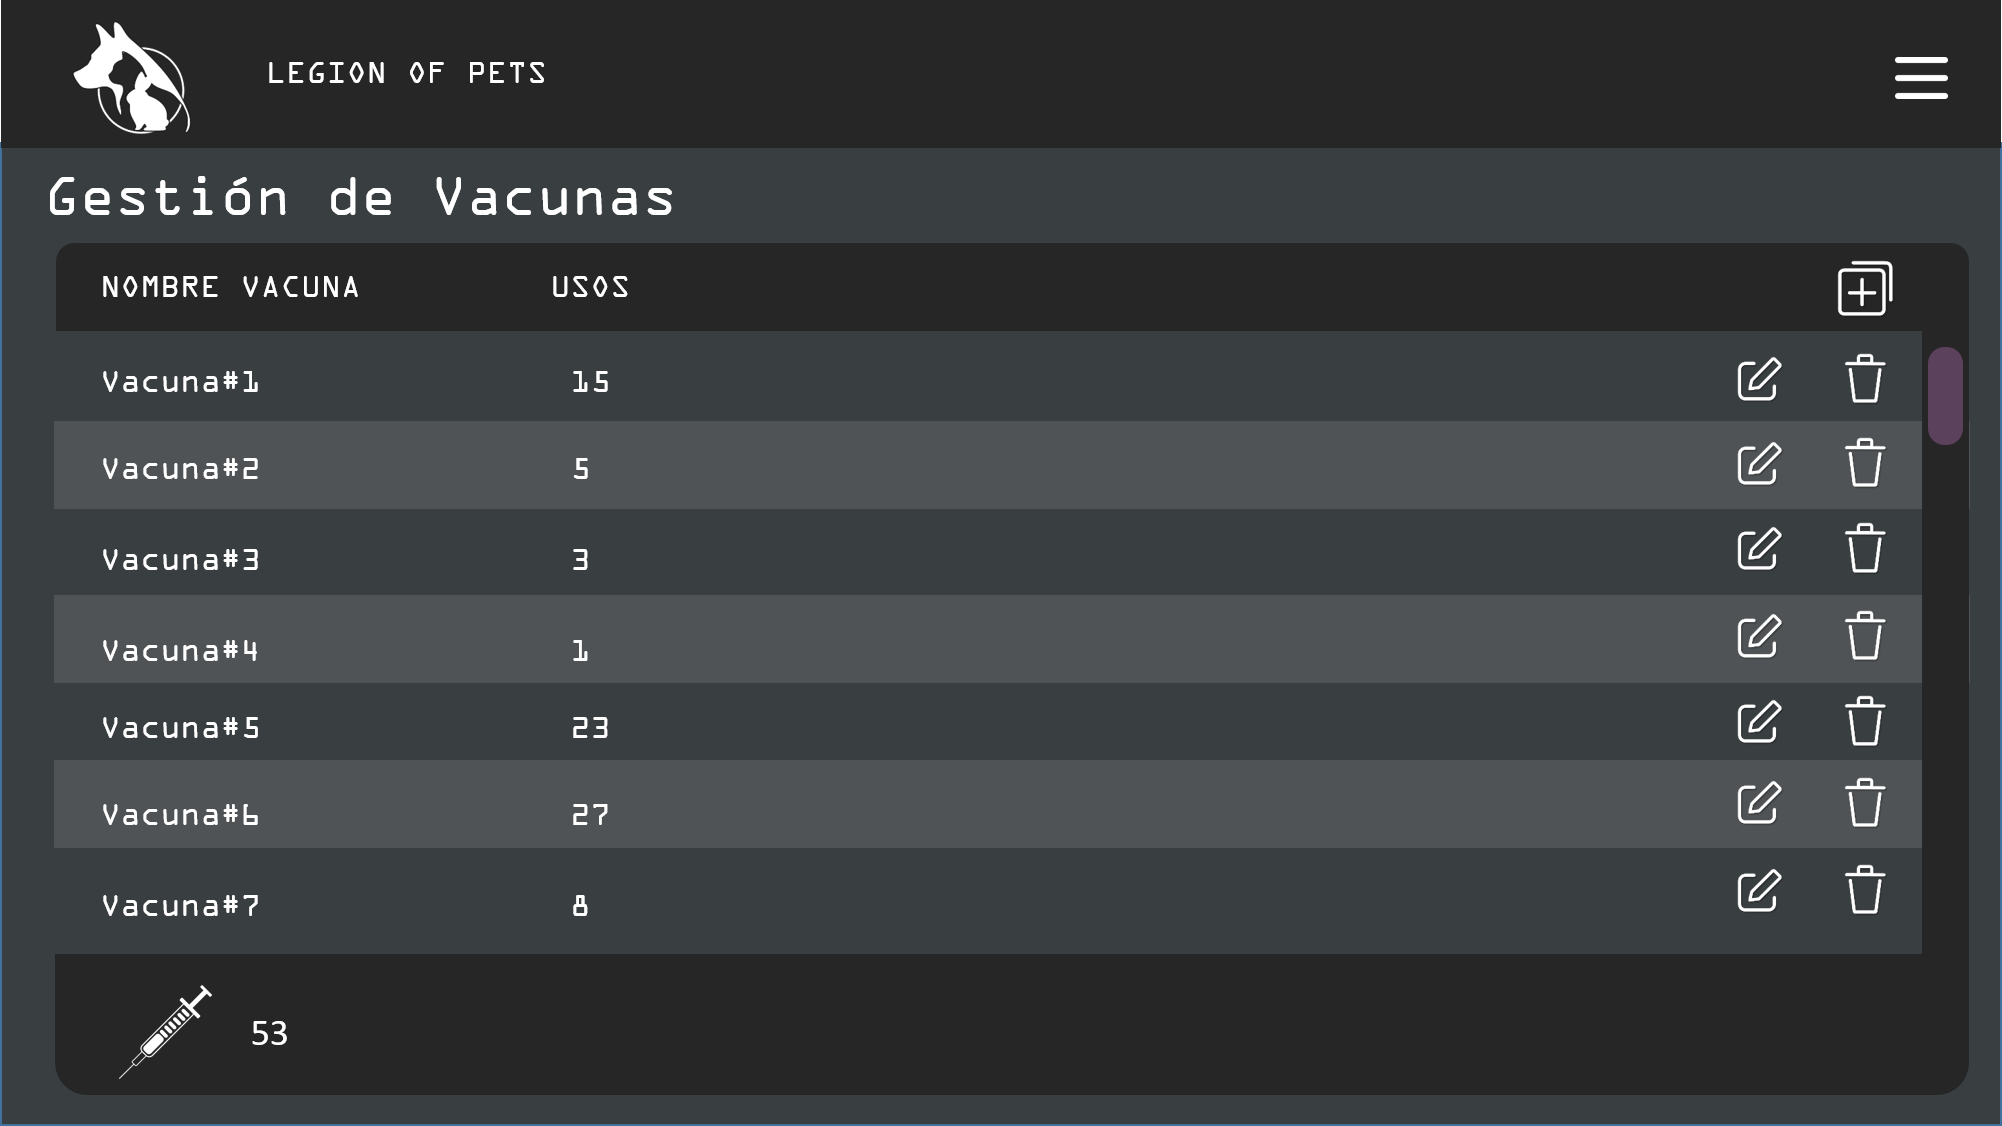 LEGION OF PETS
Gestión de Vacunas
NOMBRE VACUNA USOS
Vacuna#1 15
Vacuna#2 5
Vacuna#3 3
Vacuna#4 1
Vacuna#5 23
Vacuna#6 27
Vacuna#7 8
53